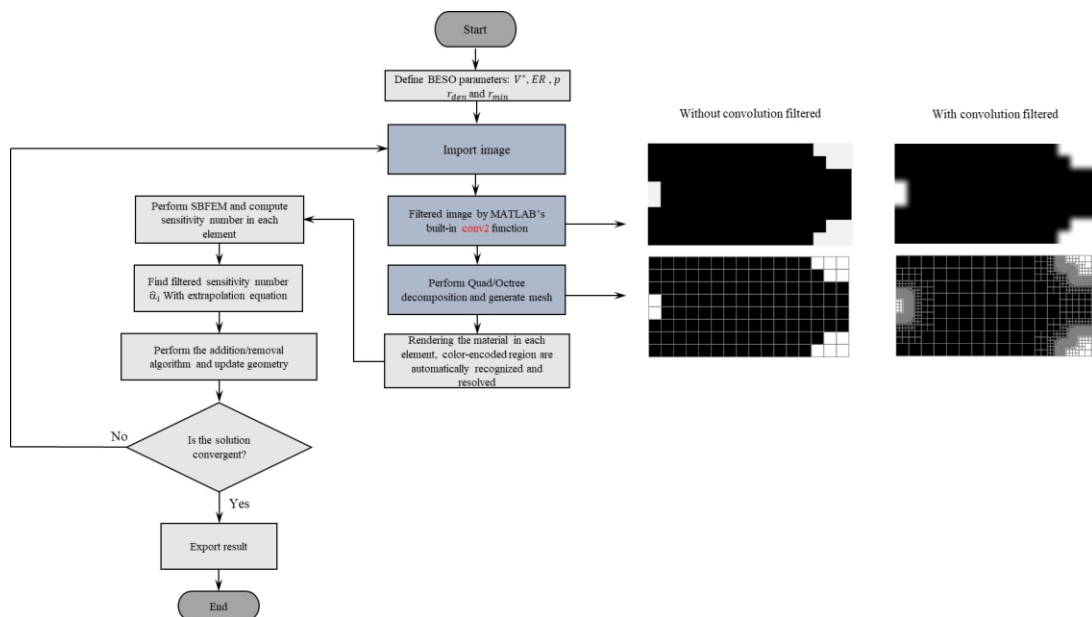 Start
Define BESO parameters: V*, ER , p
r_den and r_min
Import image
Filtered image by MATLAB's
built-in conv2 function
Perform Quad/Octree
decomposition and generate mesh
Rendering the material in each
element, color-encoded region are
automatically recognized and
resolved
Perform SBFEM and compute
sensitivity number in each
element
Find filtered sensitivity number
α̂_i With extrapolation equation
Perform the addition/removal
algorithm and update geometry
Is the solution
convergent?
No
Yes
Export result
End
Without convolution filtered
With convolution filtered